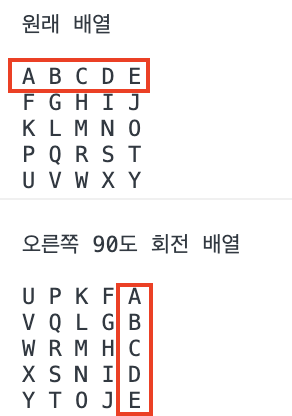 원래 배열
A B C D E
F G H I J
K L M N O
P Q R S T
U V W X Y
오른쪽 90도 회전 배열
U P K F A
V Q L G B
W R M H C
X S N I D
Y T O J E